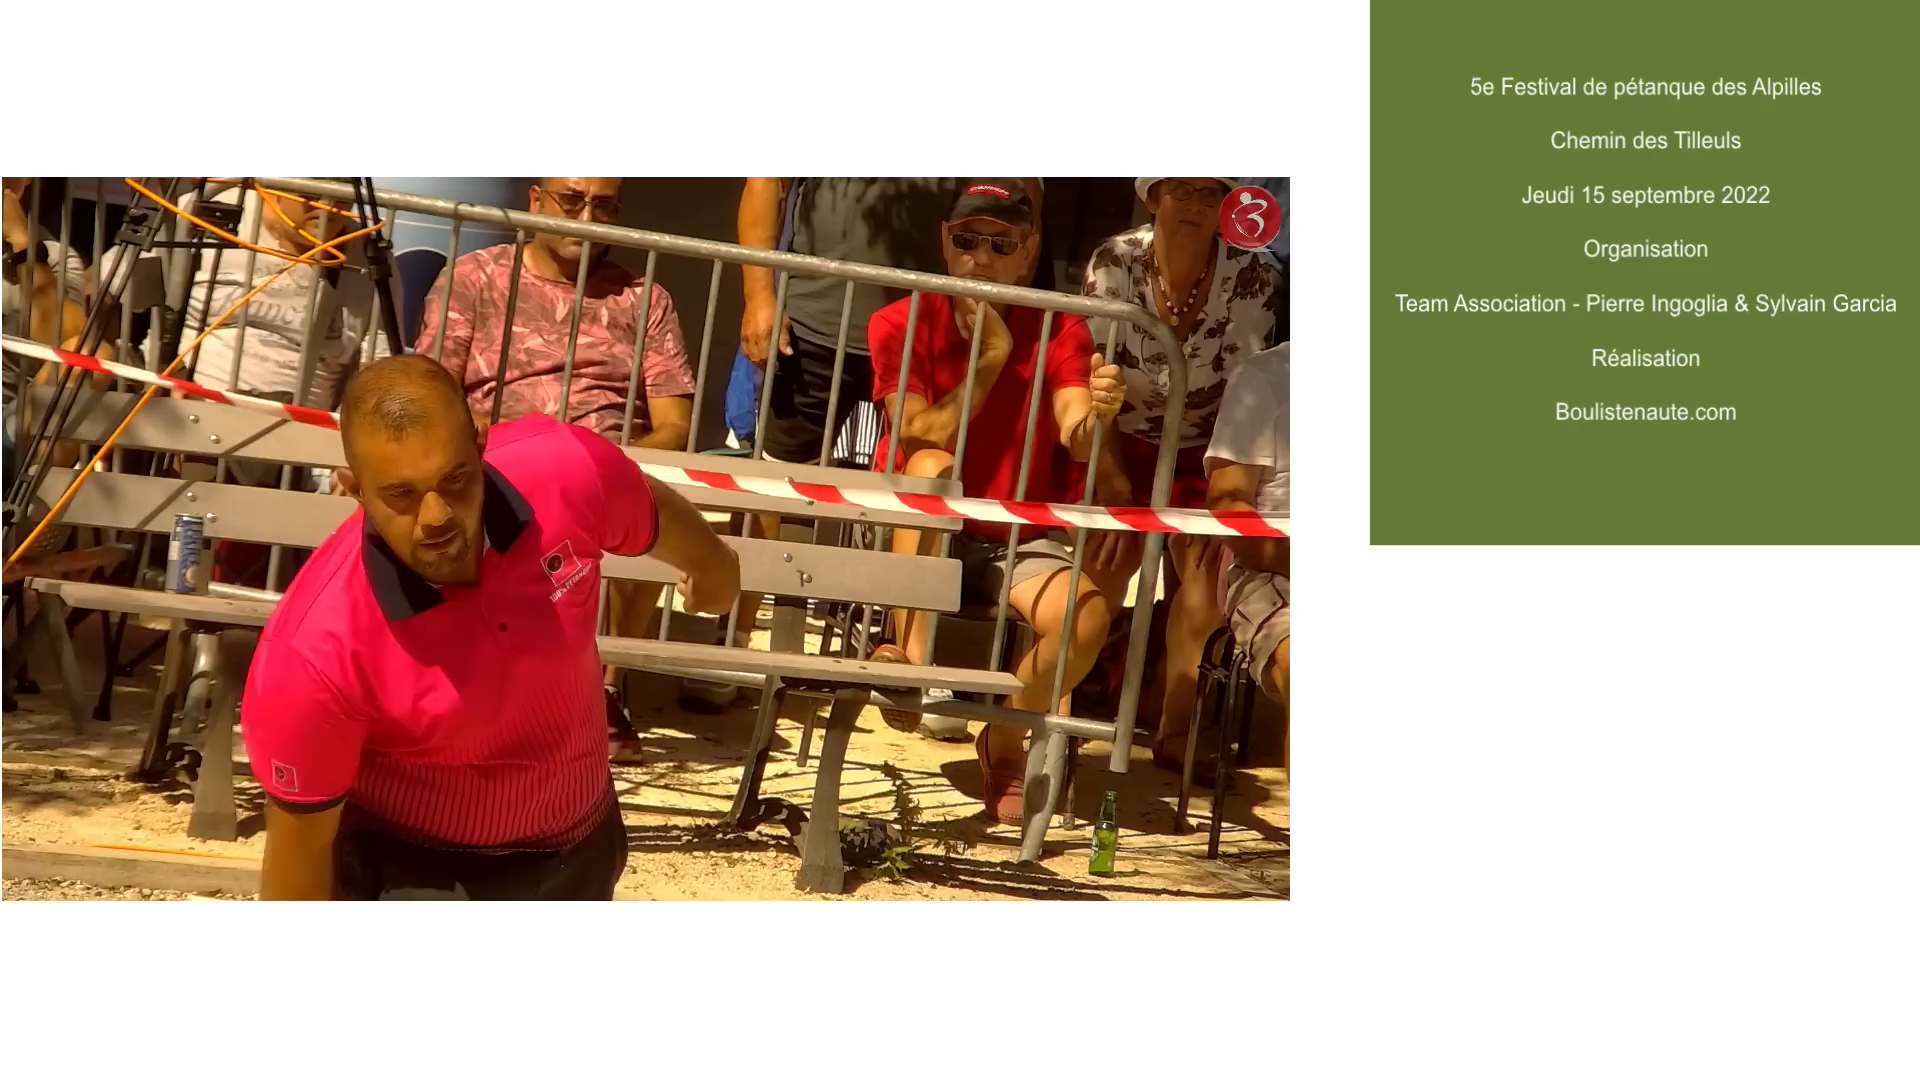 5e Festival de pétanque des Alpilles
Chemin des Tilleuls
Jeudi 15 septembre 2022
Organisation
Team Association - Pierre Ingoglia & Sylvain Garcia
Réalisation
Boulistenaute.com